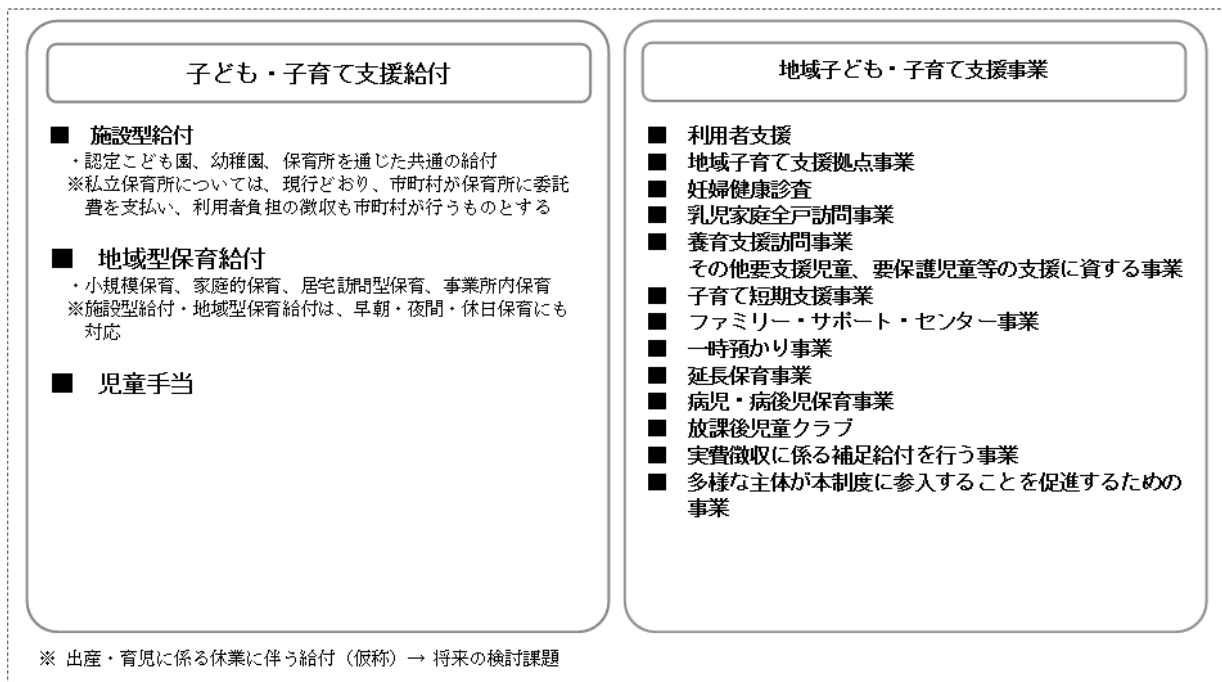 子ども・子育て支援給付
■ 施設型給付
・認定こども園、幼稚園、保育所を通じた共通の給付
※私立保育所については、現行どおり、市町村が保育所に委託
費を支払い、利用者負担の徴収も市町村が行うものとする
■ 地域型保育給付
・小規模保育、家庭的保育、居宅訪問型保育、事業所内保育
※施設型給付・地域型保育給付は、早朝・夜間・休日保育にも
対応
■ 児童手当
地域子ども・子育て支援事業
■ 利用者支援
■ 地域子育て支援拠点事業
■ 妊婦健康診査
■ 乳児家庭全戸訪問事業
■ 養育支援訪問事業
その他要支援児童、要保護児童等の支援に資する事業
■ 子育て短期支援事業
■ ファミリー・サポート・センター事業
■ 一時預かり事業
■ 延長保育事業
■ 病児・病後児保育事業
■ 放課後児童クラブ
■ 実費徴収に係る補足給付を行う事業
■ 多様な主体が本制度に参入することを促進するための
事業
※ 出産・育児に係る休業に伴う給付（仮称）→ 将来の検討課題